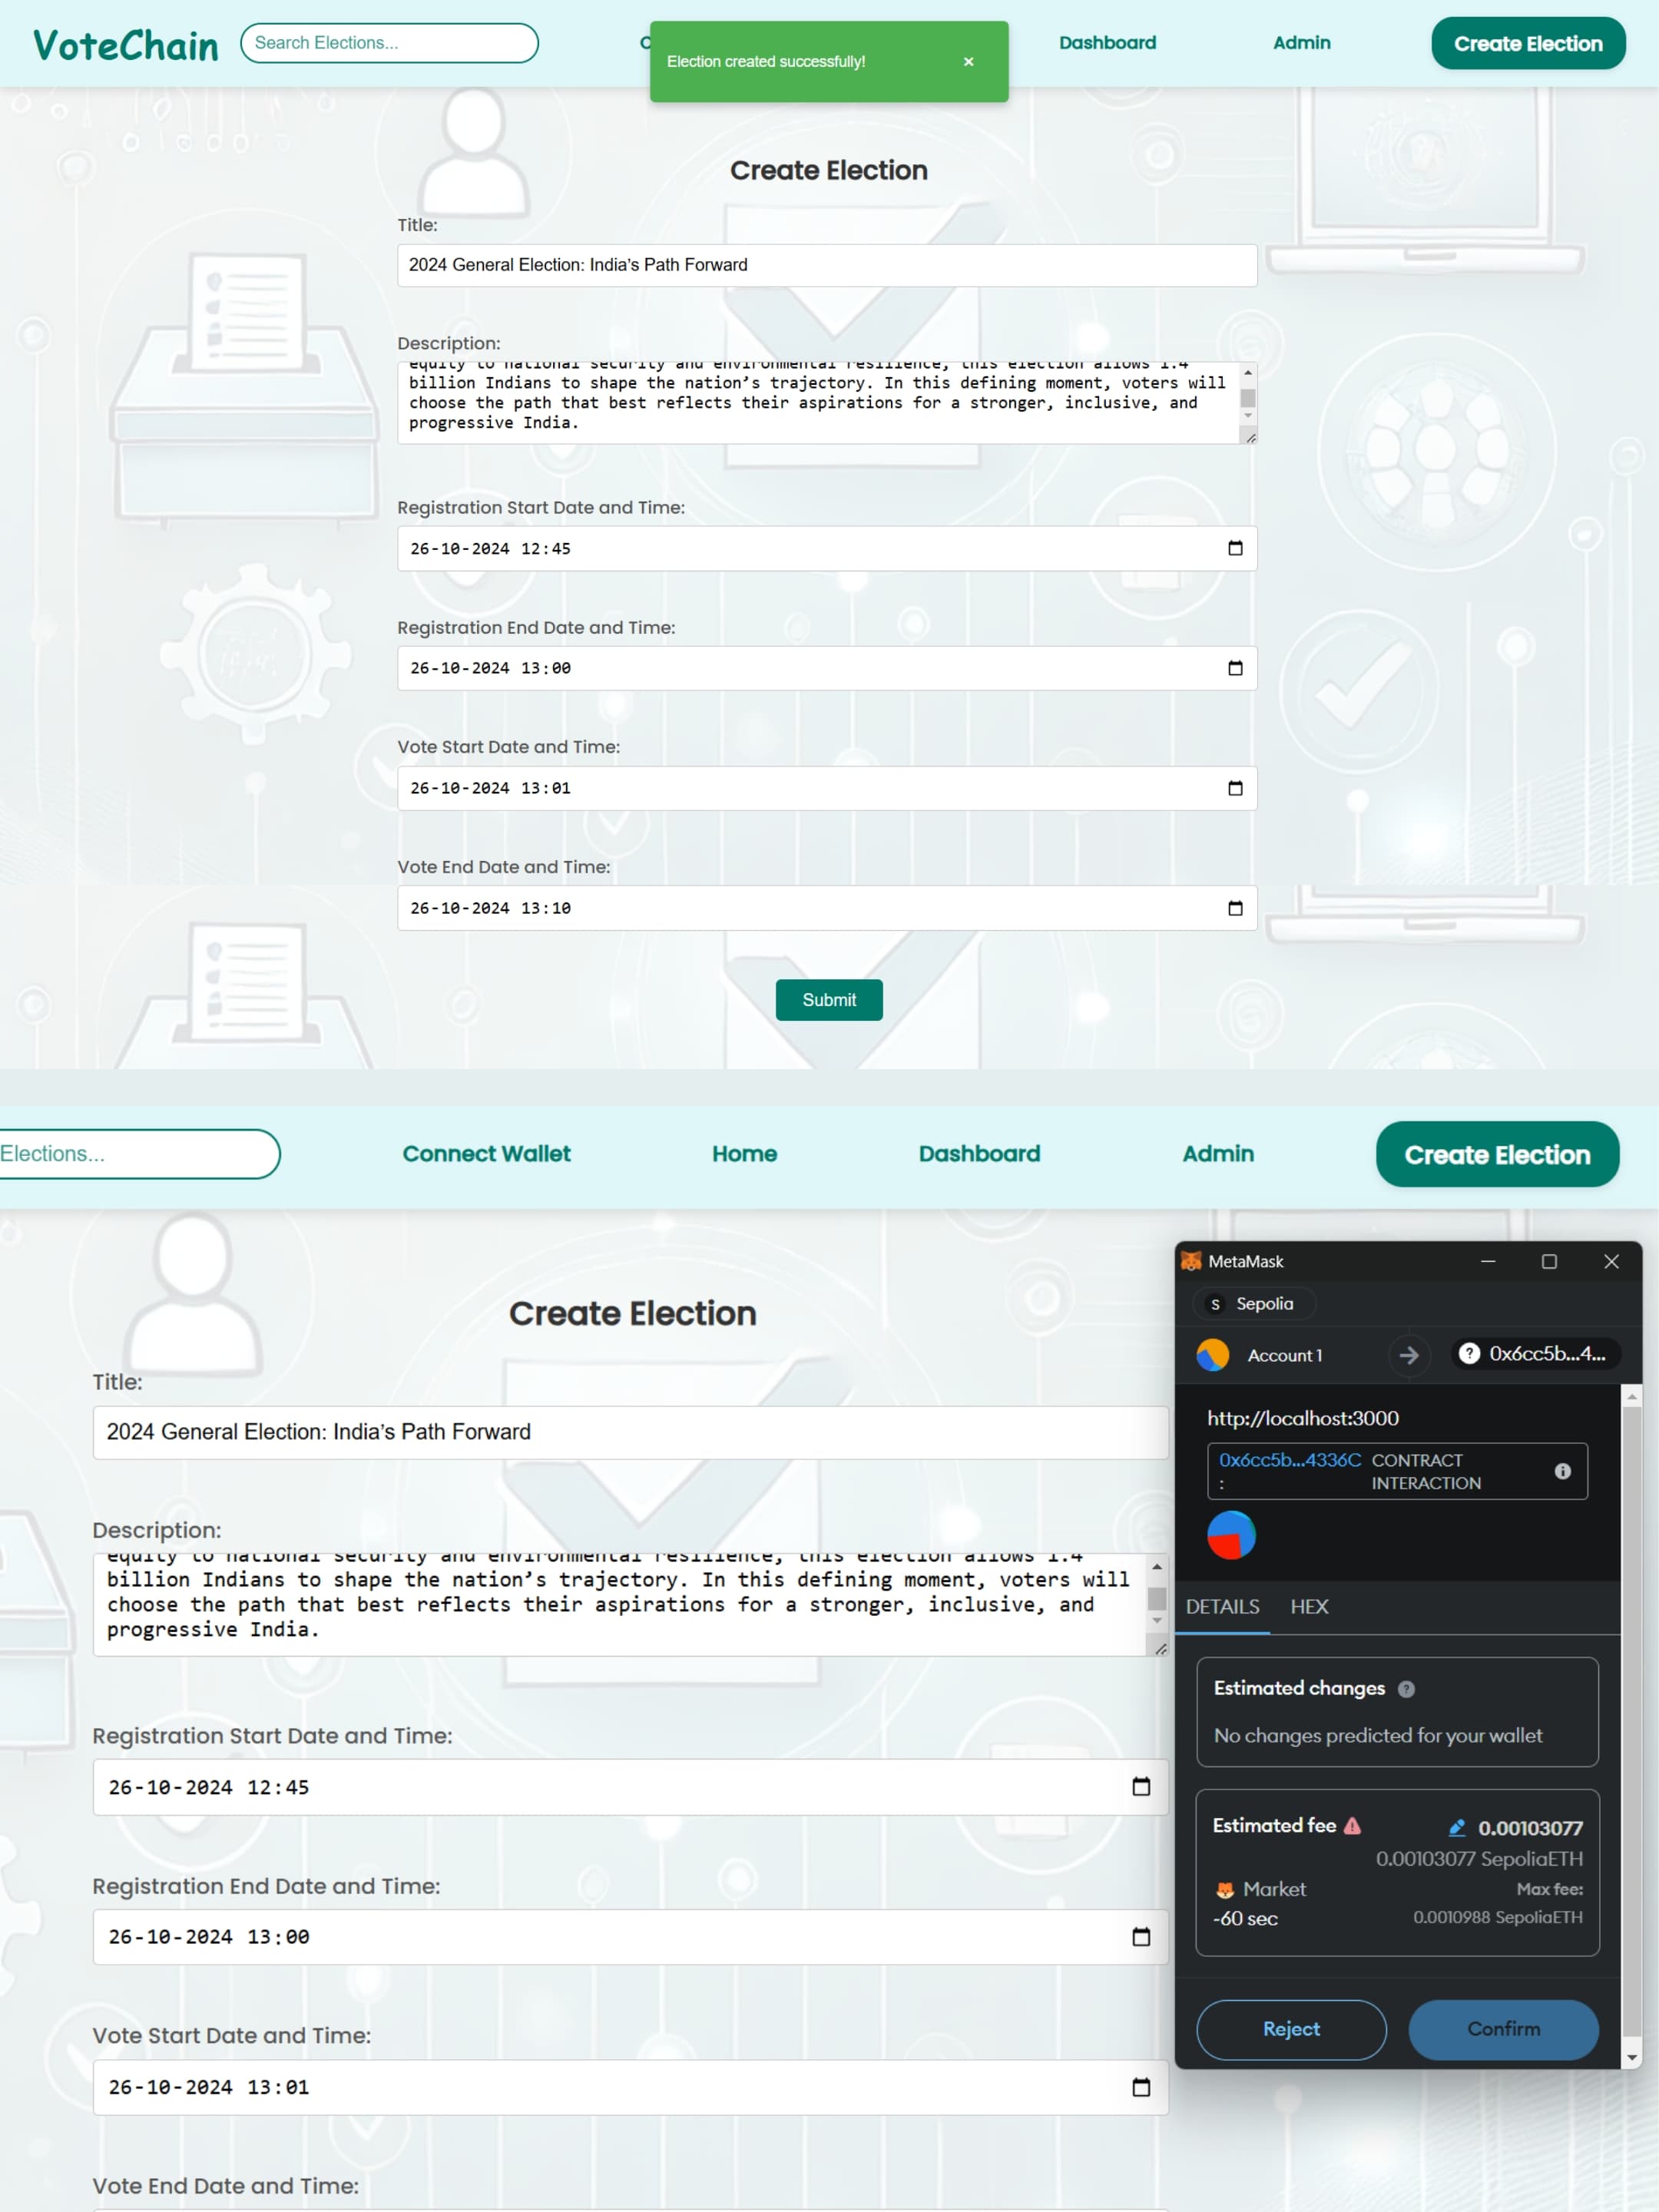 VoteChain
Search Elections...
Election created successfully! ×
Dashboard
Admin
Create Election
Create Election
Title:
2024 General Election: India’s Path Forward
Description:
equity to national security and environmental resilience, this election allows 1.4
billion Indians to shape the nation’s trajectory. In this defining moment, voters will
choose the path that best reflects their aspirations for a stronger, inclusive, and
progressive India.
Registration Start Date and Time:
26-10-2024 12:45
Registration End Date and Time:
26-10-2024 13:00
Vote Start Date and Time:
26-10-2024 13:01
Vote End Date and Time:
26-10-2024 13:10
Submit
Elections...
Connect Wallet
Home
Dashboard
Admin
Create Election
Create Election
Title:
2024 General Election: India’s Path Forward
Description:
equity to national security and environmental resilience, this election allows 1.4
billion Indians to shape the nation’s trajectory. In this defining moment, voters will
choose the path that best reflects their aspirations for a stronger, inclusive, and
progressive India.
Registration Start Date and Time:
26-10-2024 12:45
Registration End Date and Time:
26-10-2024 13:00
Vote Start Date and Time:
26-10-2024 13:01
Vote End Date and Time:
MetaMask
S Sepolia
Account 1
? 0x6cc5b...4...
http://localhost:3000
0x6cc5b...4336C CONTRACT
: INTERACTION
DETAILS HEX
Estimated changes ?
No changes predicted for your wallet
Estimated fee 0.00103077
0.00103077 SepoliaETH
Market Max fee:
~60 sec 0.0010988 SepoliaETH
Reject
Confirm